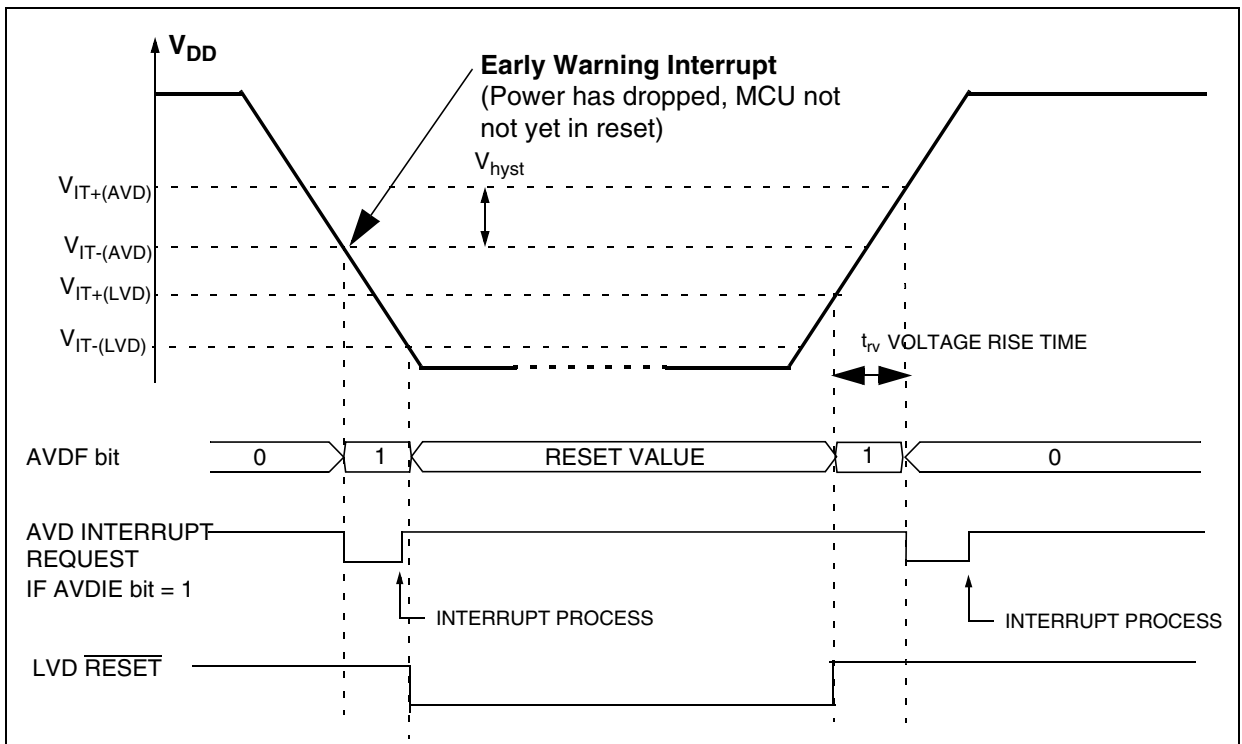 VDD
Early Warning Interrupt
(Power has dropped, MCU not
not yet in reset)
Vhyst
VIT+(AVD)
VIT-(AVD)
VIT+(LVD)
VIT-(LVD)
trv VOLTAGE RISE TIME
AVDF bit
0
1
RESET VALUE
1
0
AVD INTERRUPT
REQUEST
IF AVDIE bit = 1
INTERRUPT PROCESS
INTERRUPT PROCESS
LVD RESET